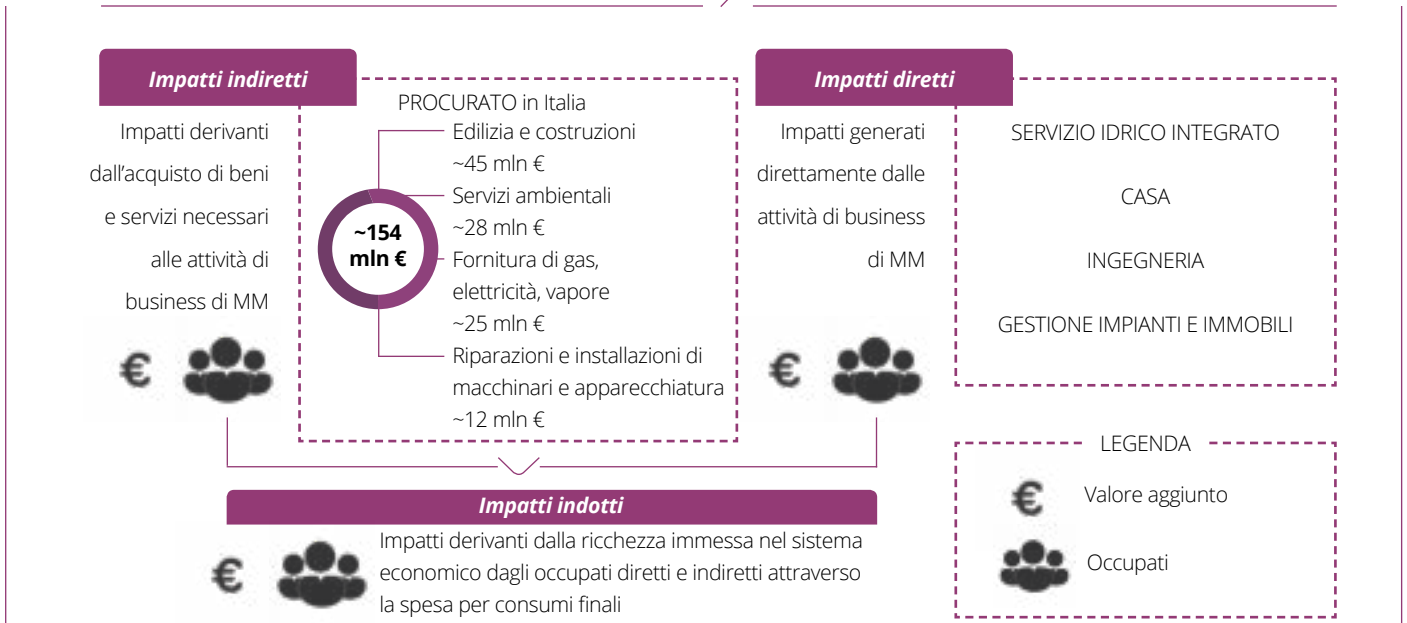 Impatti indiretti
Impatti derivanti
dall'acquisto di beni
e servizi necessari
alle attività di
business di MM
€
PROCURATO in Italia
~154
mln €
Edilizia e costruzioni
~45 mln €
Servizi ambientali
~28 mln €
Fornitura di gas,
elettricità, vapore
~25 mln €
Riparazioni e installazioni di
macchinari e apparecchiatura
~12 mln €
Impatti diretti
Impatti generati
direttamente dalle
attività di business
di MM
€
SERVIZIO IDRICO INTEGRATO
CASA
INGEGNERIA
GESTIONE IMPIANTI E IMMOBILI
Impatti indotti
€
Impatti derivanti dalla ricchezza immessa nel sistema
economico dagli occupati diretti e indiretti attraverso
la spesa per consumi finali
LEGENDA
€ Valore aggiunto
Occupati